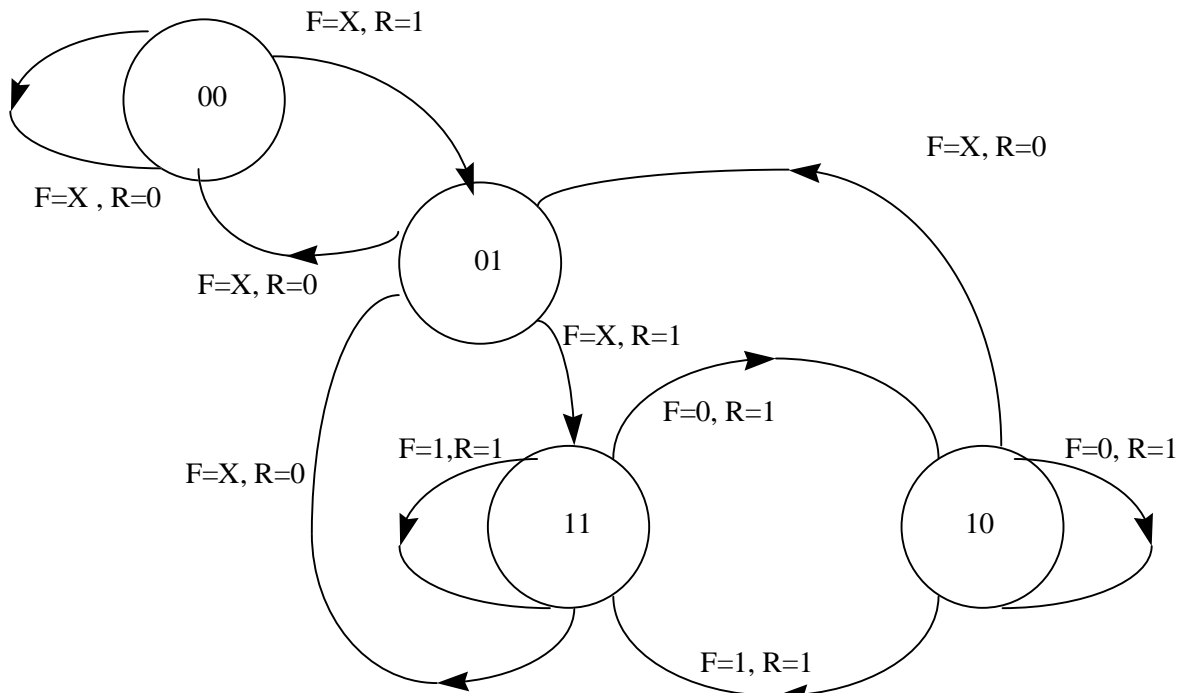 F=X, R=1
00
F=X , R=0
F=X, R=0
F=X, R=0
01
F=X, R=1
F=0, R=1
F=1,R=1
F=0, R=1
F=X, R=0
11
10
F=1, R=1